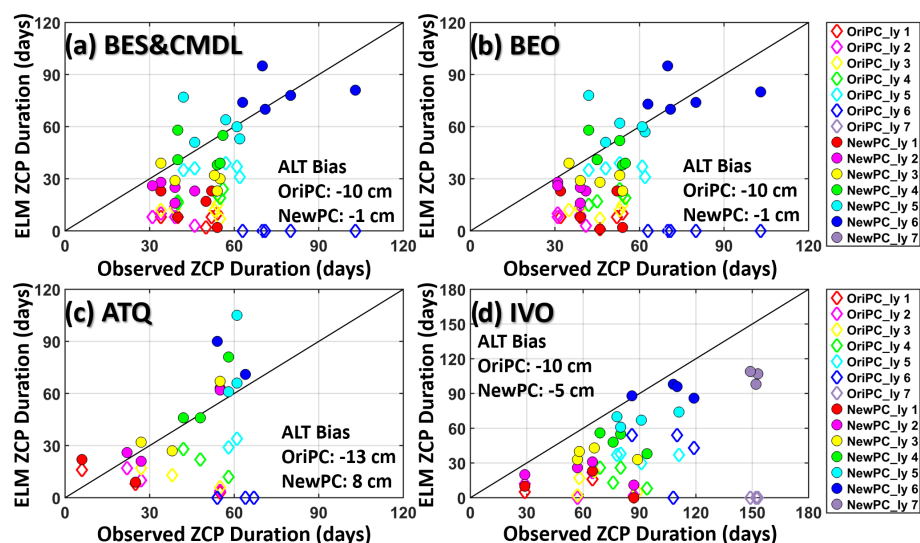 (a) BES&CMDL
ELM ZCP Duration (days)
120
90
60
30
0
ALT Bias
OriPC: -10 cm
NewPC: -1 cm
0 30 60 90 120
Observed ZCP Duration (days)
(b) BEO
ELM ZCP Duration (days)
120
90
60
30
0
ALT Bias
OriPC: -10 cm
NewPC: -1 cm
0 30 60 90 120
Observed ZCP Duration (days)
OriPC_ly 1
OriPC_ly 2
OriPC_ly 3
OriPC_ly 4
OriPC_ly 5
OriPC_ly 6
OriPC_ly 7
NewPC_ly 1
NewPC_ly 2
NewPC_ly 3
NewPC_ly 4
NewPC_ly 5
NewPC_ly 6
NewPC_ly 7
(c) ATQ
ELM ZCP Duration (days)
120
90
60
30
0
ALT Bias
OriPC: -13 cm
NewPC: 8 cm
0 30 60 90 120
Observed ZCP Duration (days)
(d) IVO
ELM ZCP Duration (days)
180
150
120
90
60
30
0
ALT Bias
OriPC: -10 cm
NewPC: -5 cm
0 30 60 90 120 150 180
Observed ZCP Duration (days)
OriPC_ly 1
OriPC_ly 2
OriPC_ly 3
OriPC_ly 4
OriPC_ly 5
OriPC_ly 6
OriPC_ly 7
NewPC_ly 1
NewPC_ly 2
NewPC_ly 3
NewPC_ly 4
NewPC_ly 5
NewPC_ly 6
NewPC_ly 7